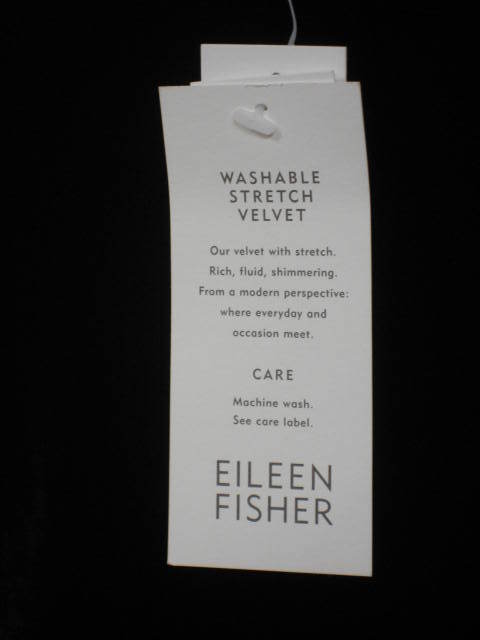 WASHABLE
STRETCH
VELVET
Our velvet with stretch.
Rich, fluid, shimmering.
From a modern perspective:
where everyday and
occasion meet.
CARE
Machine wash.
See care label.
EILEEN
FISHER